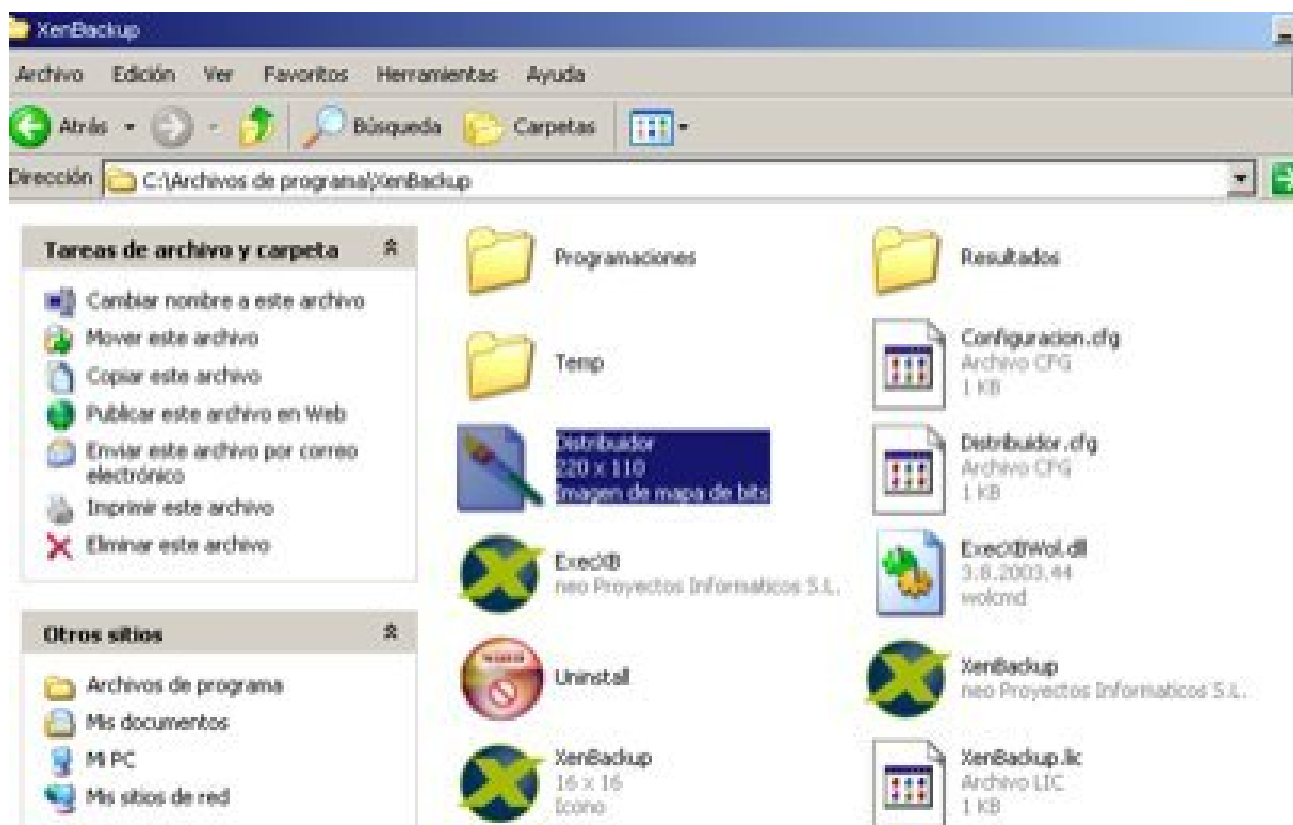 XenBackup
Archivo Edición Ver Favoritos Herramientas Ayuda
Atrás Búsqueda Carpetas
Dirección C:\Archivos de programa\XenBackup
Tareas de archivo y carpeta
Cambiar nombre a este archivo
Mover este archivo
Copiar este archivo
Publicar este archivo en Web
Enviar este archivo por correo
electrónico
Imprimir este archivo
Eliminar este archivo
Otros sitios
Archivos de programa
Mis documentos
Mi PC
Mis sitios de red
Programaciones
Resultados
Temp
Configuracion.cfg
Archivo CFG
1 KB
Distribuidor
220 x 110
Imagen de mapa de bits
Distribuidor.cfg
Archivo CFG
1 KB
ExecXB
neo Proyectos Informaticos S.L.
ExecXBWol.dll
3.8.2003.44
wolcmd
Uninstall
XenBackup
neo Proyectos Informaticos S.L.
XenBackup
16 x 16
Icono
XenBackup.lic
Archivo LIC
1 KB